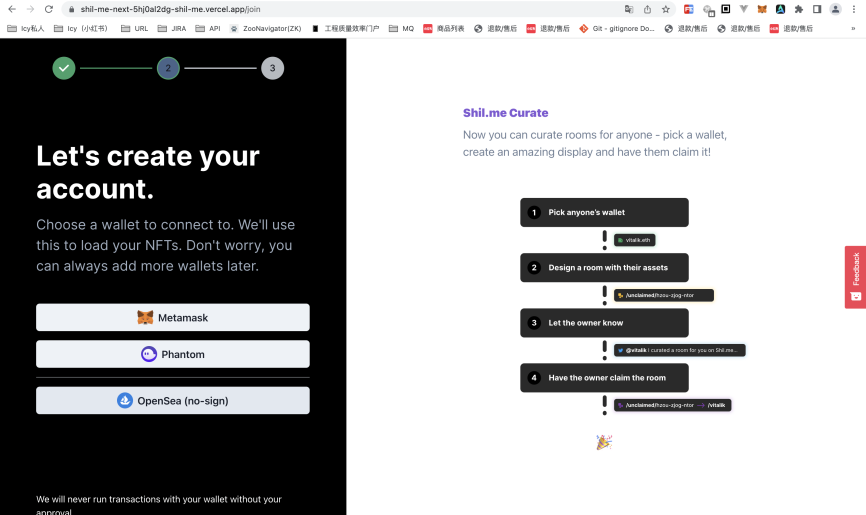 shil-me-next-5hj0al2dg-shil-me.vercel.app/join
Icy私人
Icy（小红书）
URL
JIRA
API
ZooNavigator(ZK)
工程质量效率门户
MQ
商品列表
退款/售后
退款/售后
Git - gitignore Do...
退款/售后
退款/售后
退款/售后
»
2
3
Let's create your
account.
Choose a wallet to connect to. We'll use
this to load your NFTs. Don't worry, you
can always add more wallets later.
Metamask
Phantom
OpenSea (no-sign)
We will never run transactions with your wallet without your
approval
Shil.me Curate
Now you can curate rooms for anyone - pick a wallet,
create an amazing display and have them claim it!
1 Pick anyone's wallet
vitalik.eth
2 Design a room with their assets
/unclaimed/hzou-zjog-ntor
3 Let the owner know
@vitalik I curated a room for you on Shil.me...
4 Have the owner claim the room
/unclaimed/hzou-zjog-ntor → /vitalik
Feedback